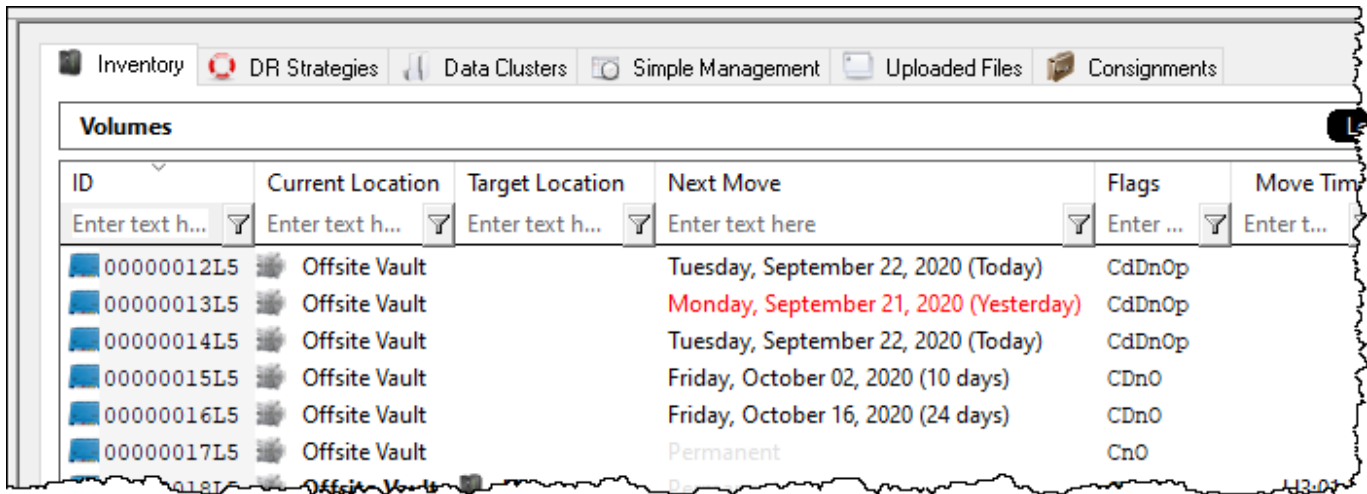 Inventory DR Strategies Data Clusters Simple Management Uploaded Files Consignments
Volumes
ID Current Location Target Location Next Move Flags Move Tim
Enter text h... Enter text h... Enter text h... Enter text here Enter ... Enter t...
00000012L5 Offsite Vault Tuesday, September 22, 2020 (Today) CdDnOp
00000013L5 Offsite Vault Monday, September 21, 2020 (Yesterday) CdDnOp
00000014L5 Offsite Vault Tuesday, September 22, 2020 (Today) CdDnOp
00000015L5 Offsite Vault Friday, October 02, 2020 (10 days) CDnO
00000016L5 Offsite Vault Friday, October 16, 2020 (24 days) CDnO
00000017L5 Offsite Vault Permanent CnO
Offsite Vault